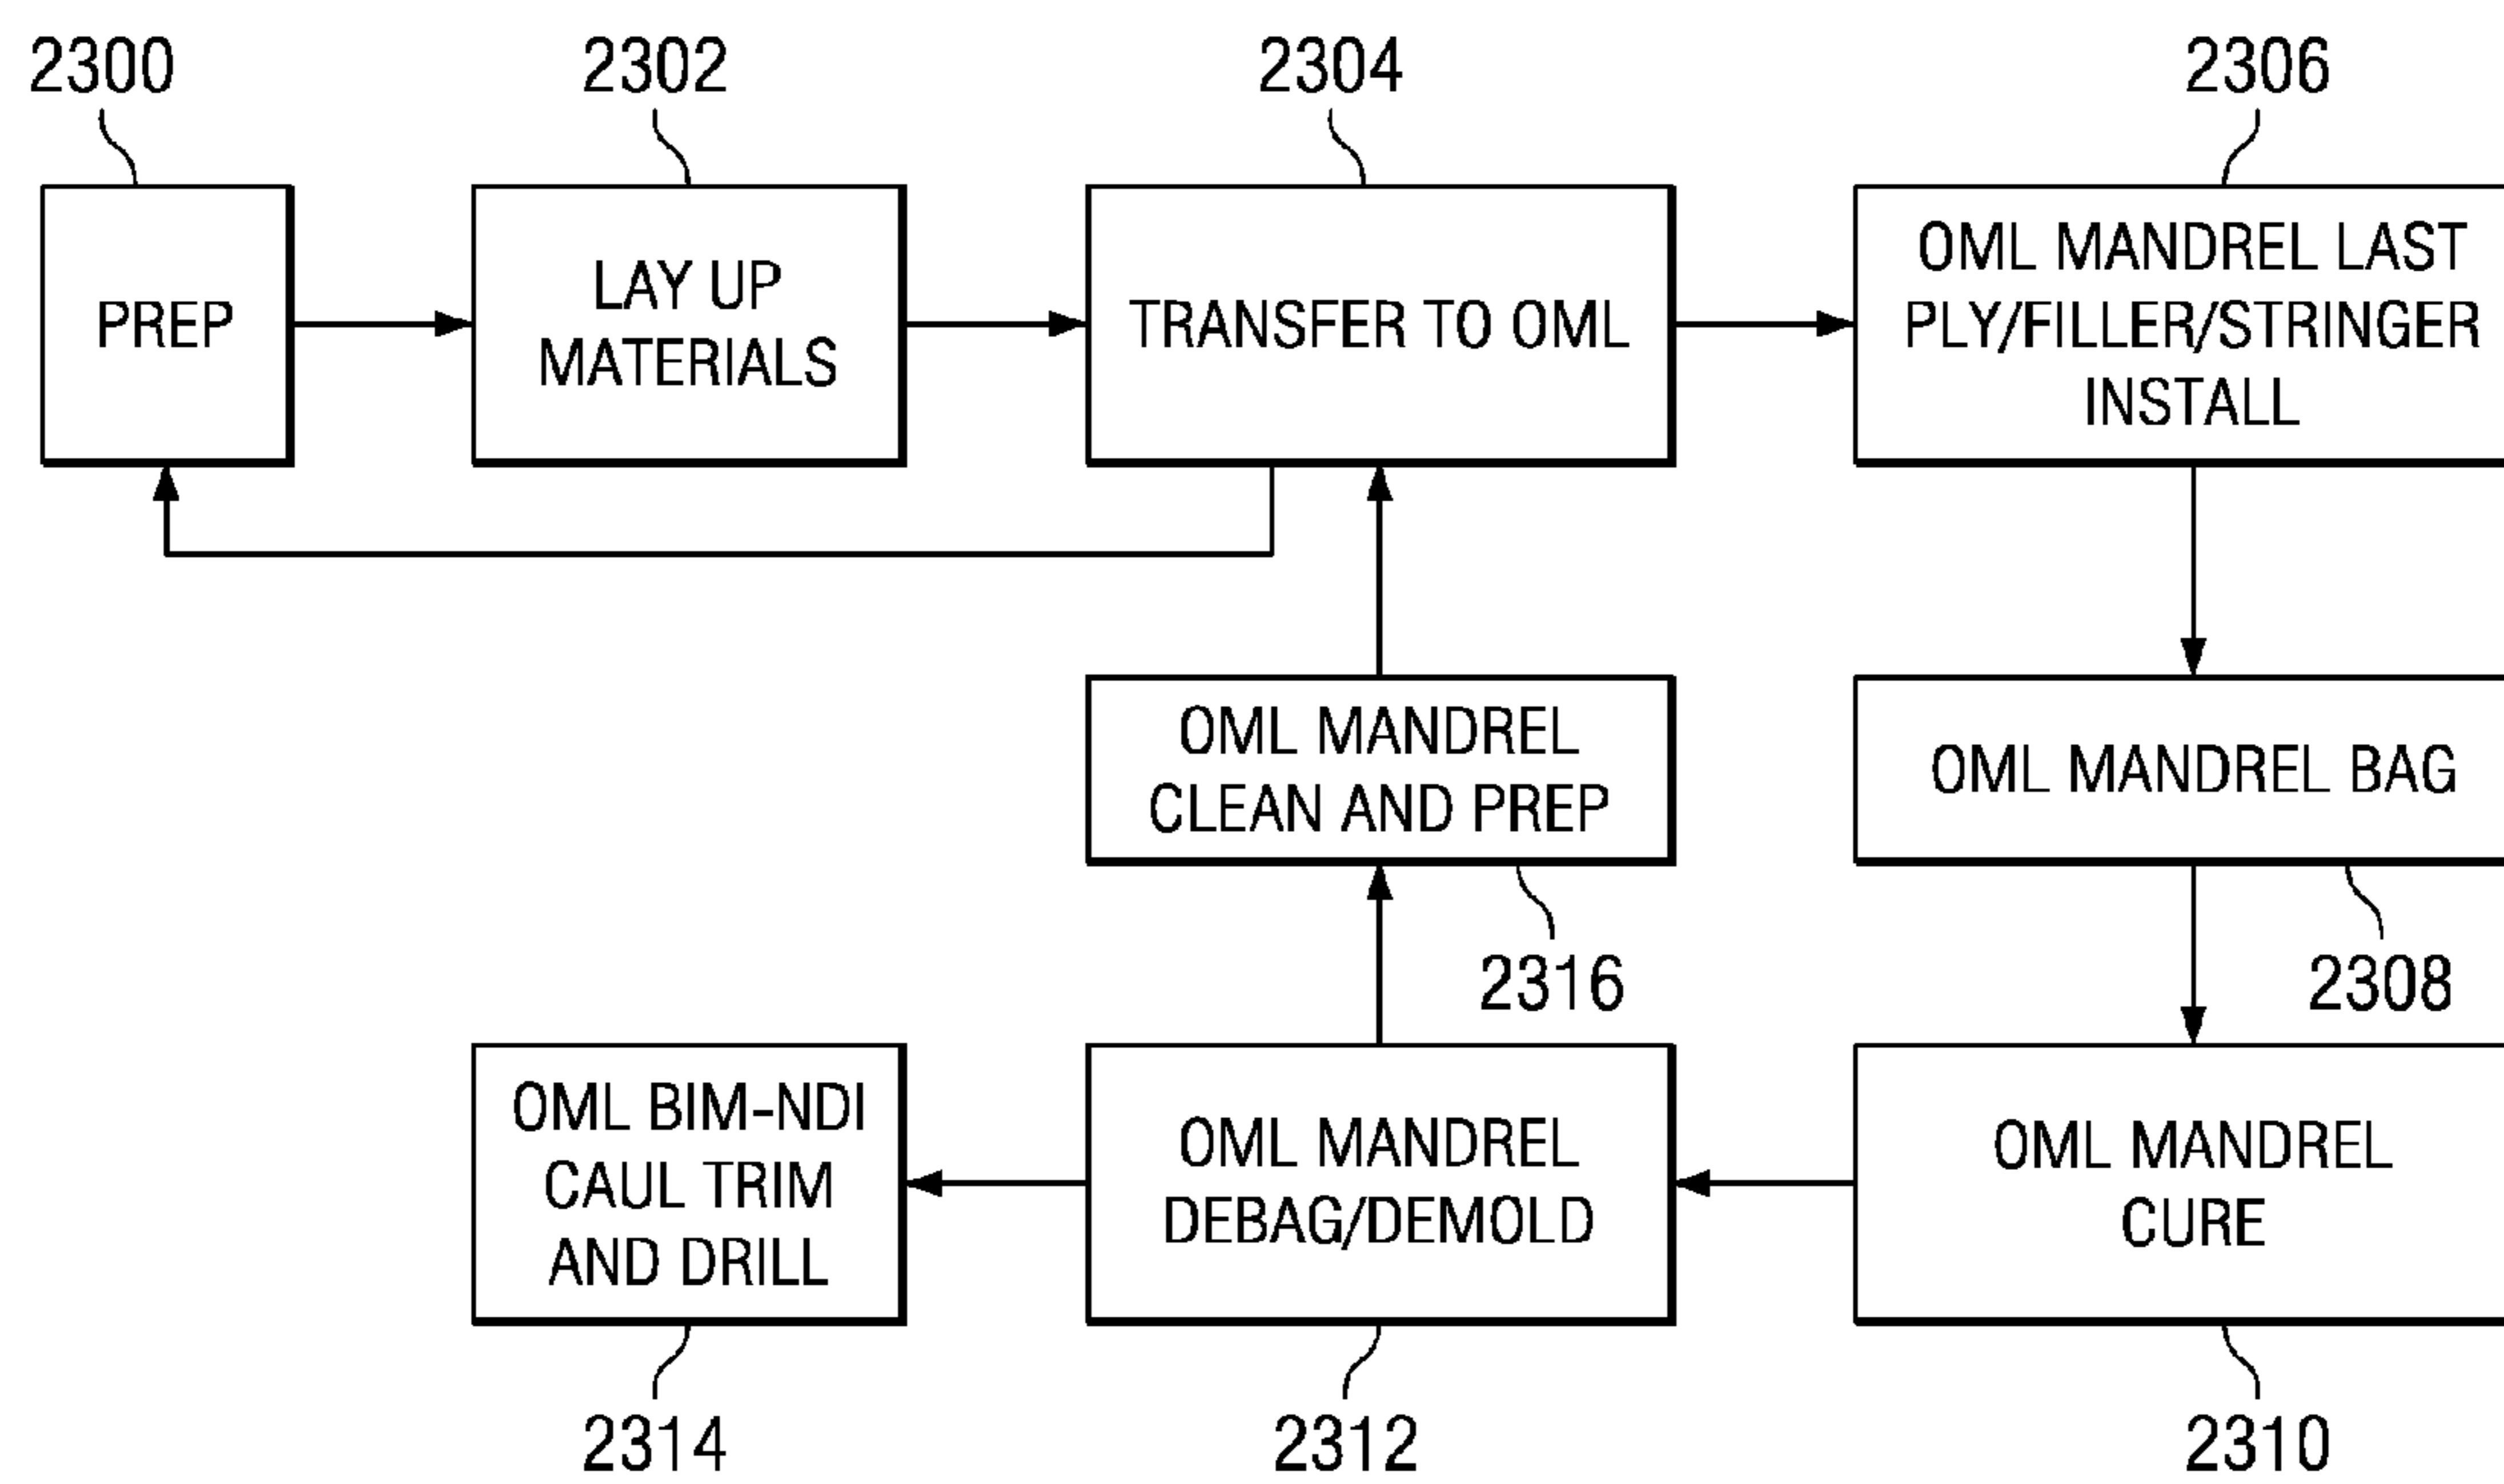 2300
2302
2304
2306
PREP
LAY UP
MATERIALS
TRANSFER TO OML
OML MANDREL LAST
PLY/FILLER/STRINGER
INSTALL
OML MANDREL
CLEAN AND PREP
2316
OML MANDREL BAG
2308
OML BIM-NDI
CAUL TRIM
AND DRILL
2314
OML MANDREL
DEBAG/DEMOLD
2312
OML MANDREL
CURE
2310